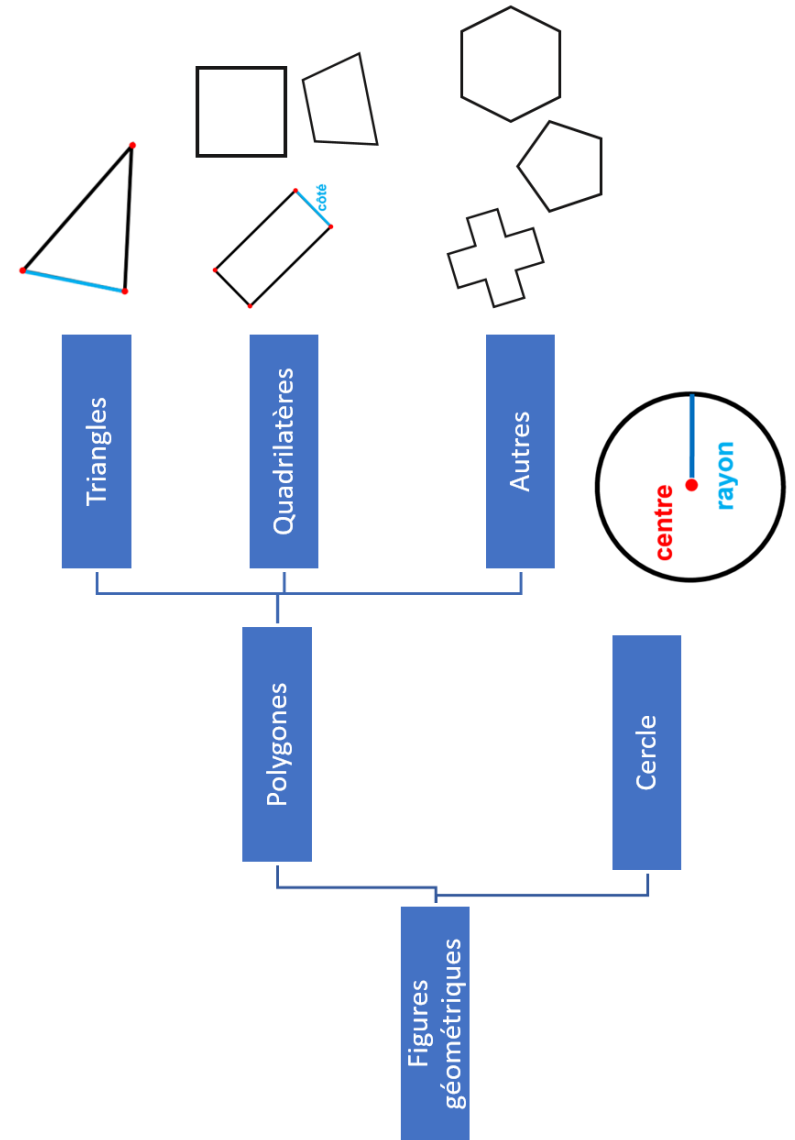 Figures
géométriques
Polygones
Triangles
Quadrilatères
côté
Autres
Cercle
centre
rayon